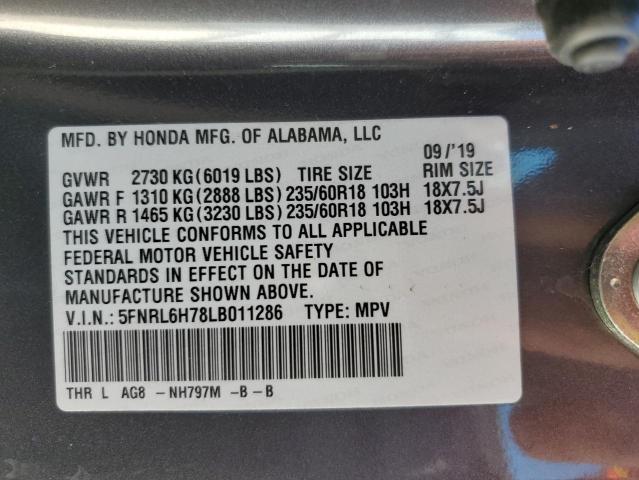 MFD. BY HONDA MFG. OF ALABAMA, LLC
09/'19
GVWR 2730 KG(6019 LBS) TIRE SIZE RIM SIZE
GAWR F 1310 KG(2888 LBS) 235/60R18 103H 18X7.5J
GAWR R 1465 KG(3230 LBS) 235/60R18 103H 18X7.5J
THIS VEHICLE CONFORMS TO ALL APPLICABLE
FEDERAL MOTOR VEHICLE SAFETY
STANDARDS IN EFFECT ON THE DATE OF
MANUFACTURE SHOWN ABOVE.
V.I.N.: 5FNRL6H78LB011286 TYPE: MPV
THR L AG8 -NH797M -B-B